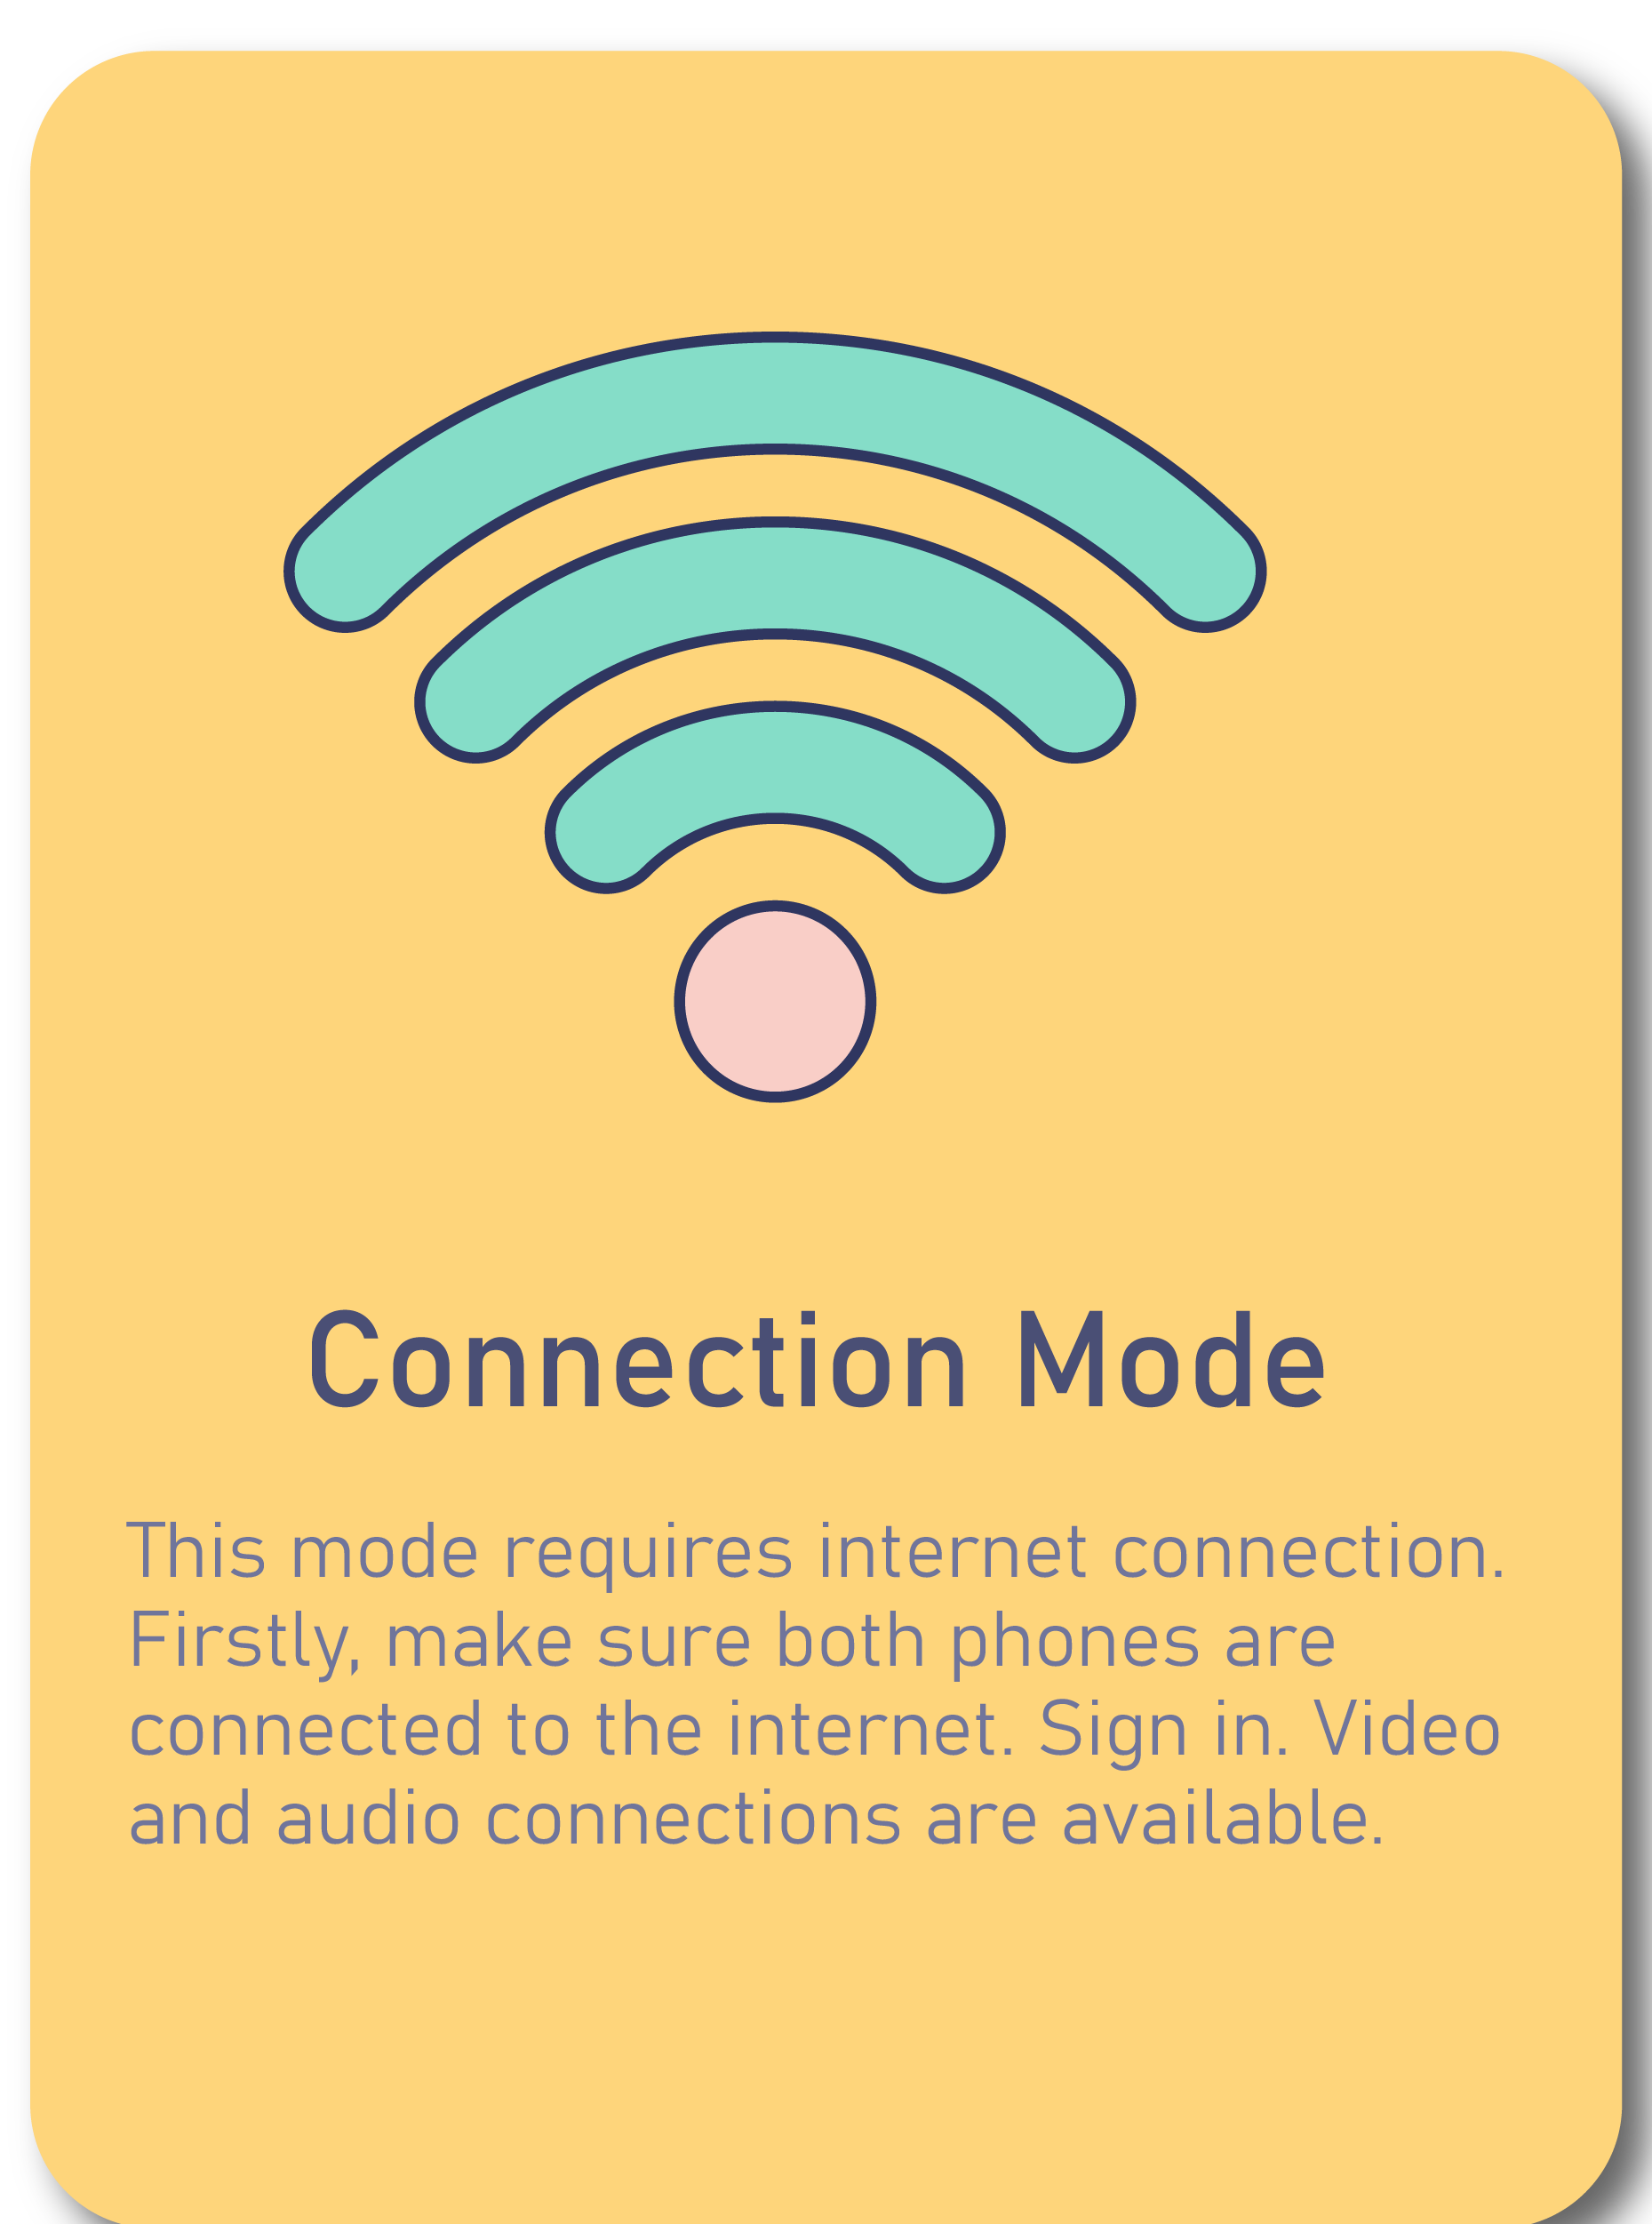 Connection Mode
This mode requires internet connection.
Firstly, make sure both phones are
connected to the internet. Sign in. Video
and audio connections are available.